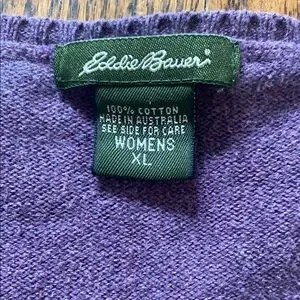 Eddie Bauer
100% COTTON
MADE IN AUSTRALIA
SEE SIDE FOR CARE
WOMENS
XL